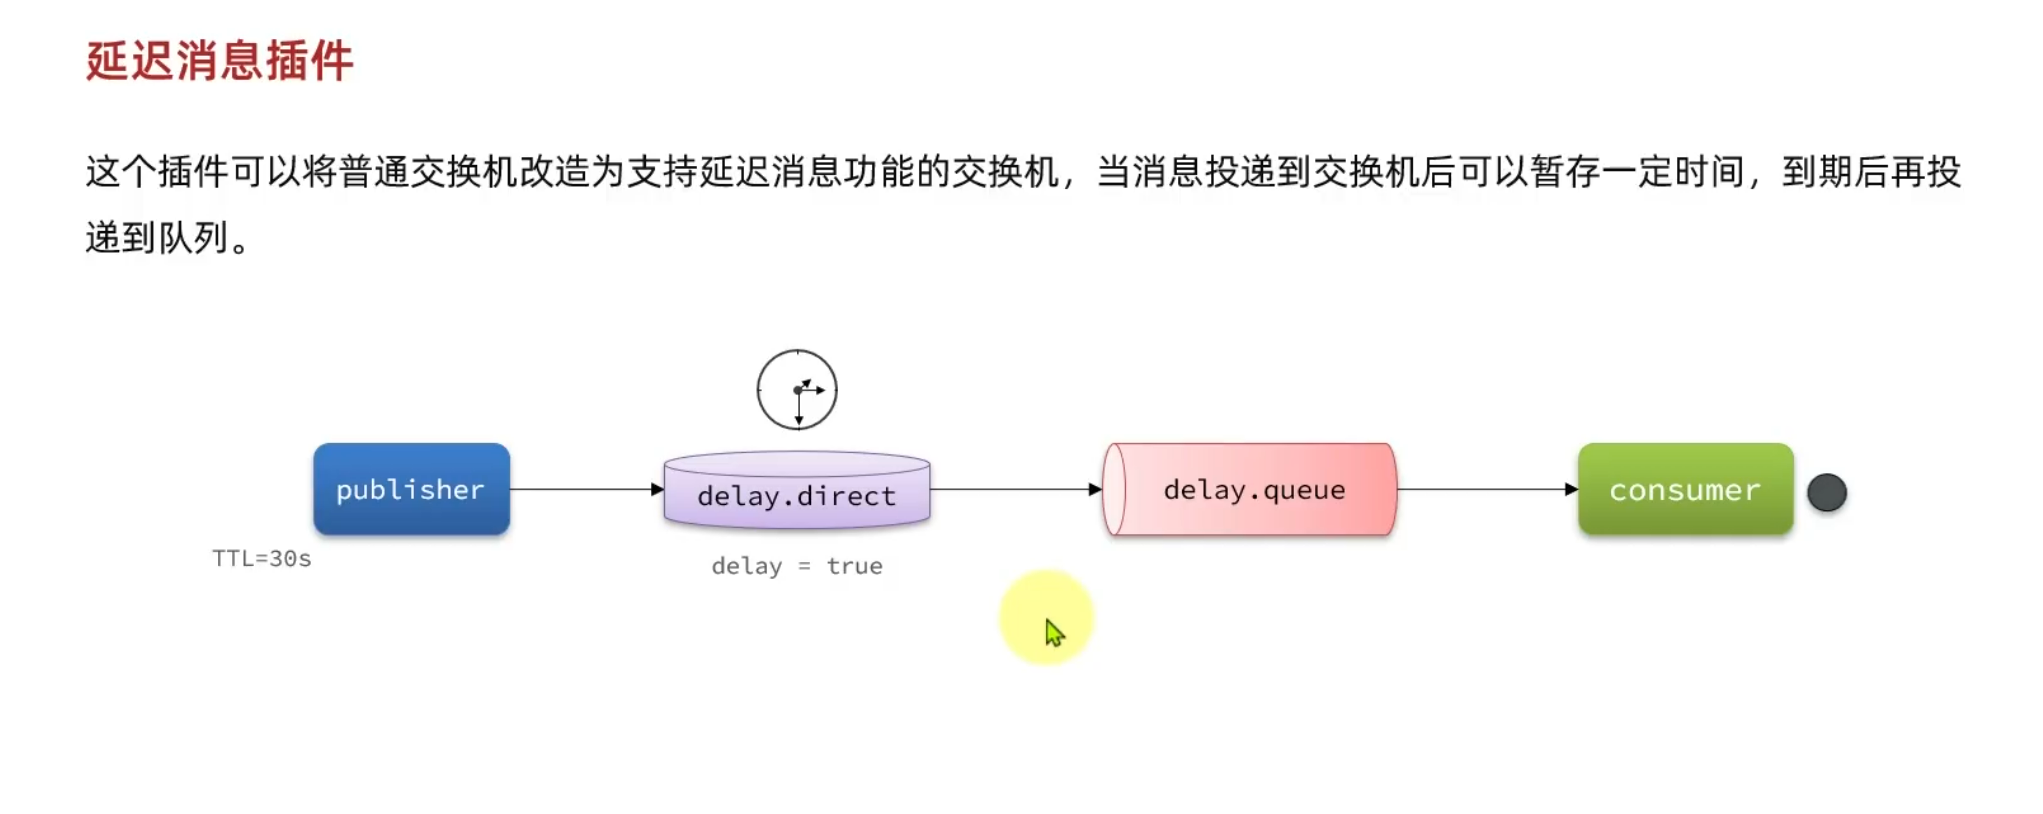 延迟消息插件
这个插件可以将普通交换机改造为支持延迟消息功能的交换机，当消息投递到交换机后可以暂存一定时间，到期后再投
递到队列。
publisher
delay.direct
delay.queue
consumer
TTL=30s
delay = true